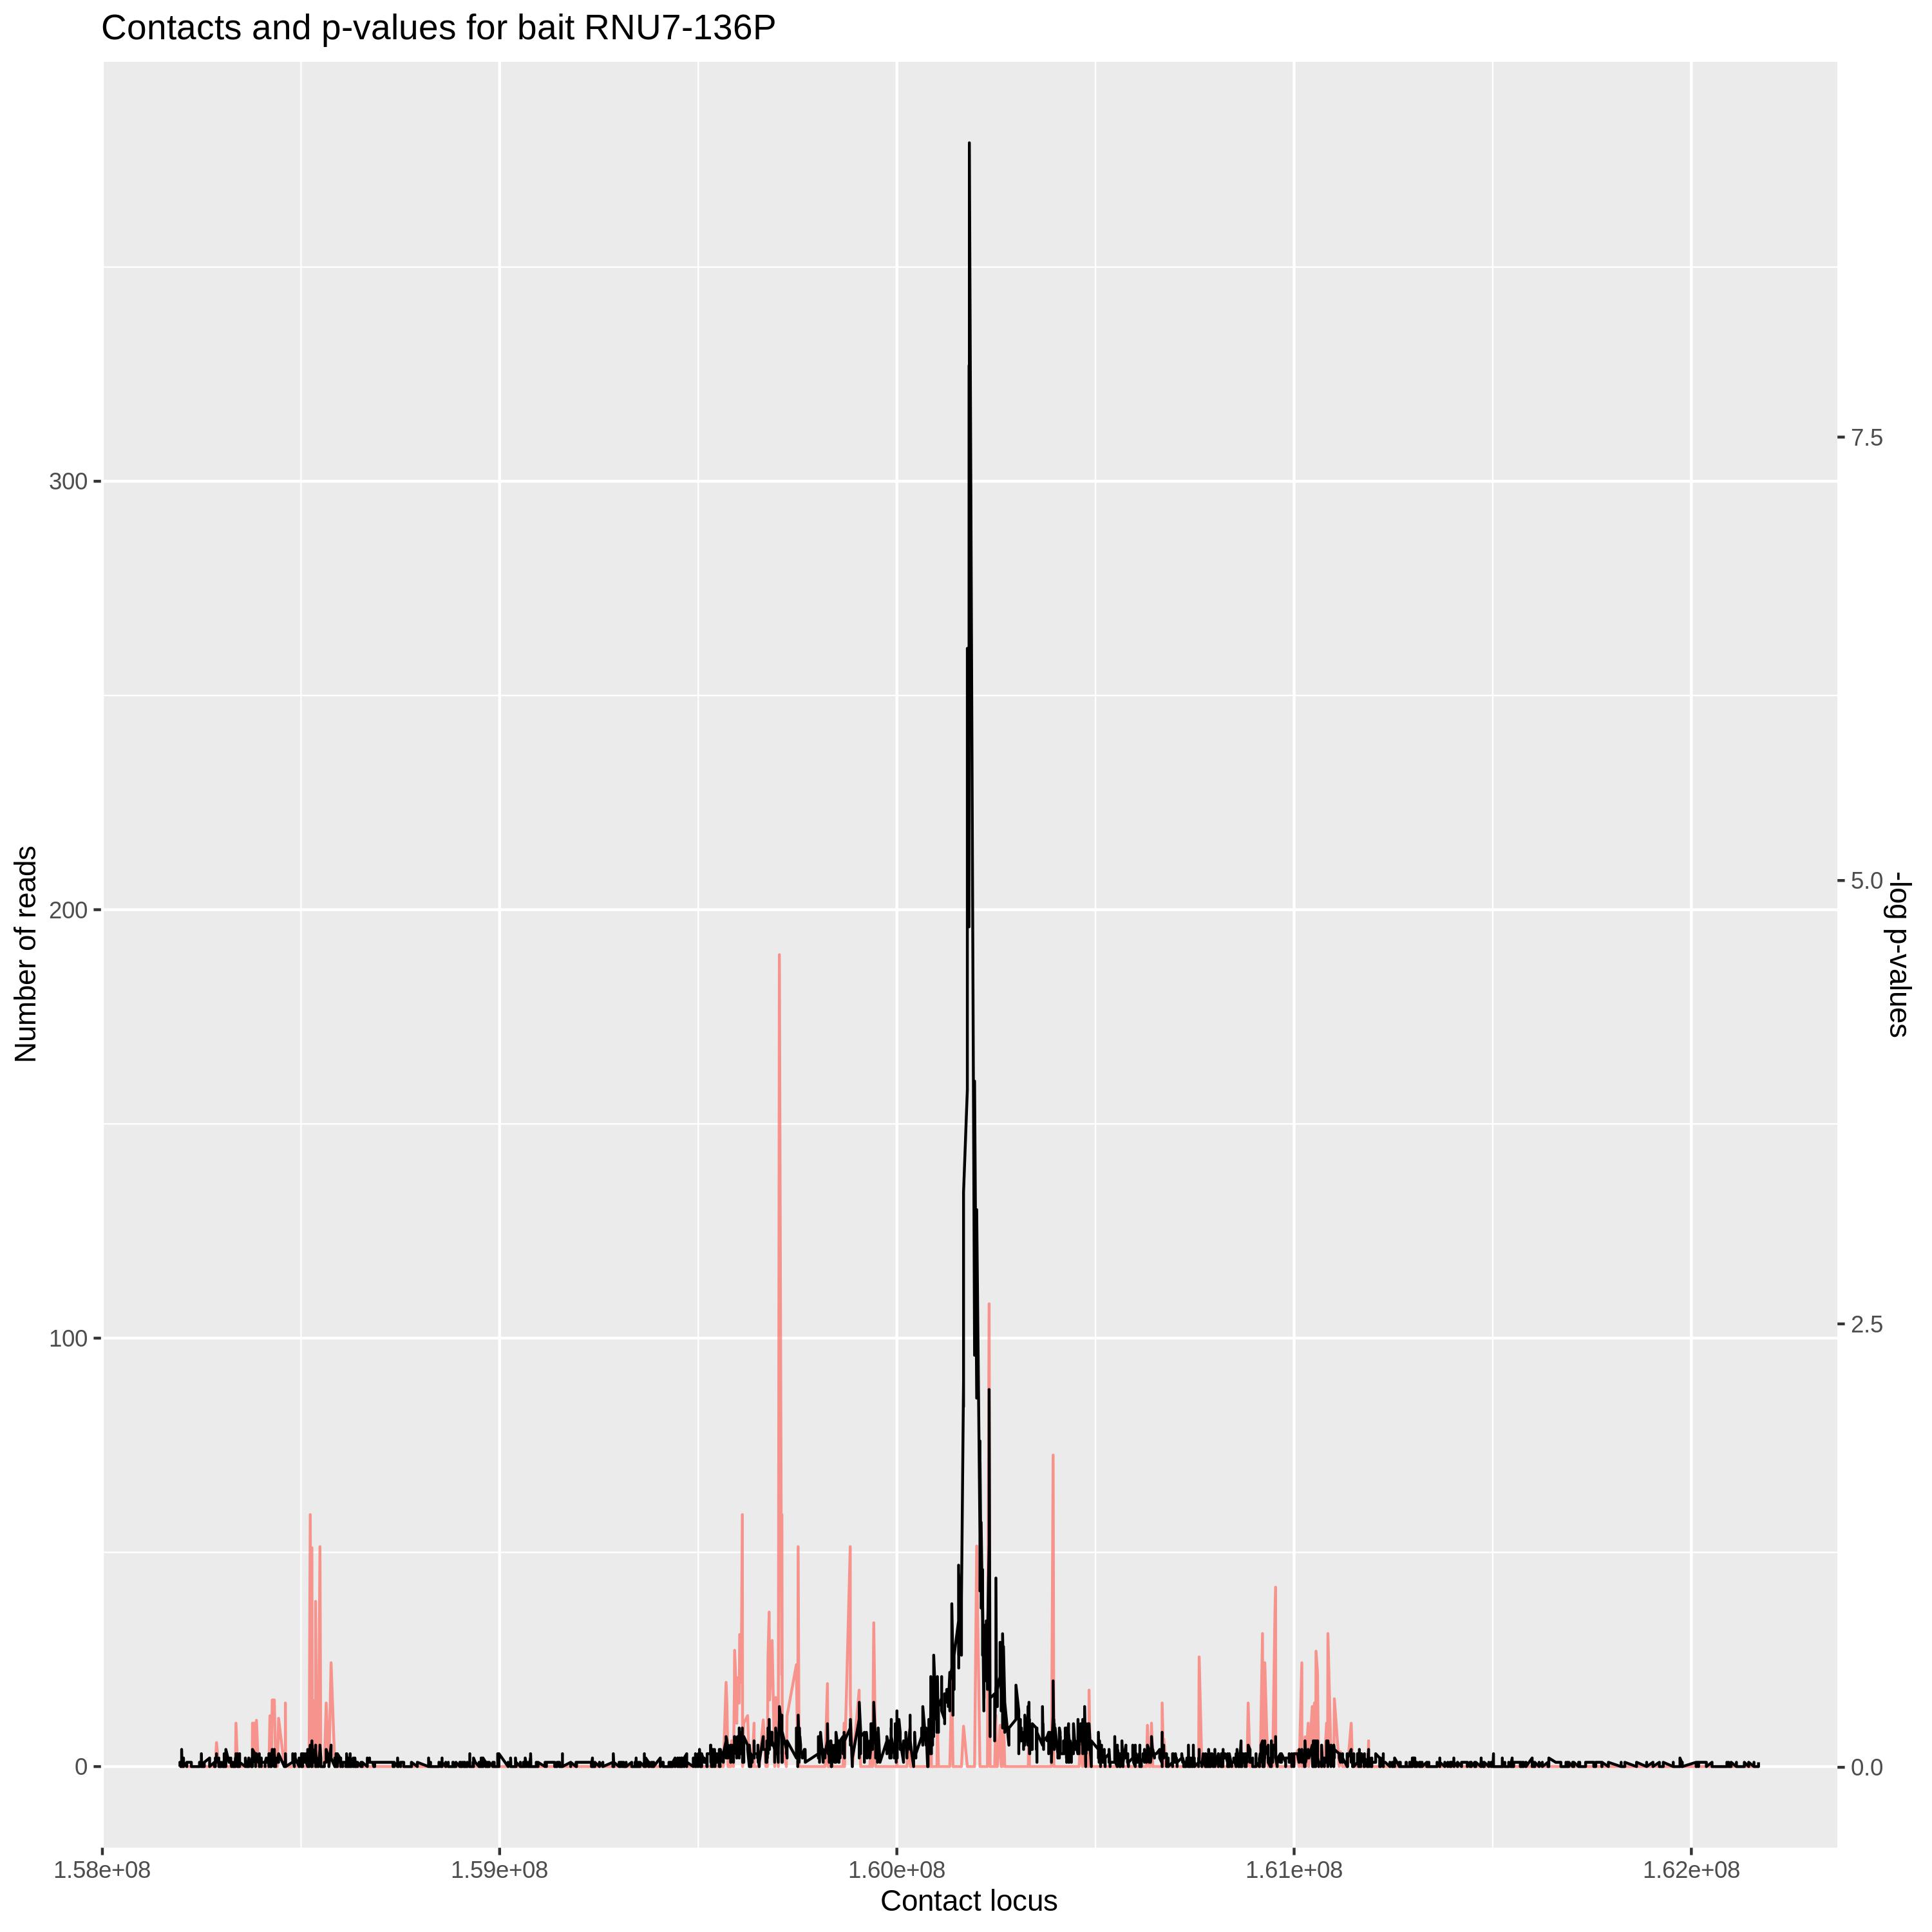 Contacts and p-values for bait RNU7-136P
300
200
100
0
7.5
5.0
2.5
0.0
Number of reads
-log p-values
1.58e+08
1.59e+08
1.60e+08
1.61e+08
1.62e+08
Contact locus